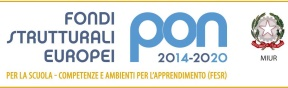 FONDI
STRUTTURALI
EUROPEI
pon
2014-2020
MIUR
PER LA SCUOLA - COMPETENZE E AMBIENTI PER L'APPRENDIMENTO (FESR)